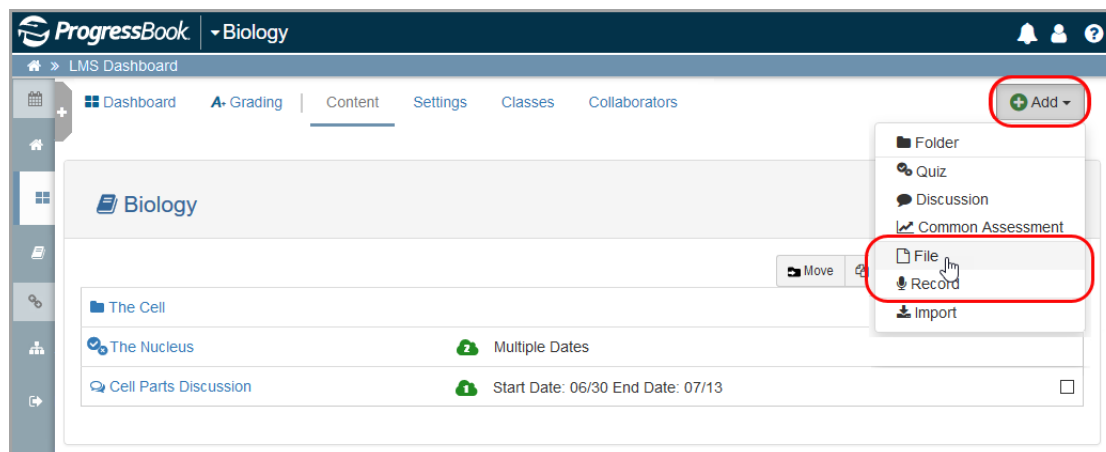 ProgressBook Biology
» LMS Dashboard
Dashboard A+ Grading Content Settings Classes Collaborators Add
Folder
Quiz
Biology
Discussion
Common Assessment
File
Move
Record
The Cell
Import
The Nucleus 2 Multiple Dates
Cell Parts Discussion 1 Start Date: 06/30 End Date: 07/13